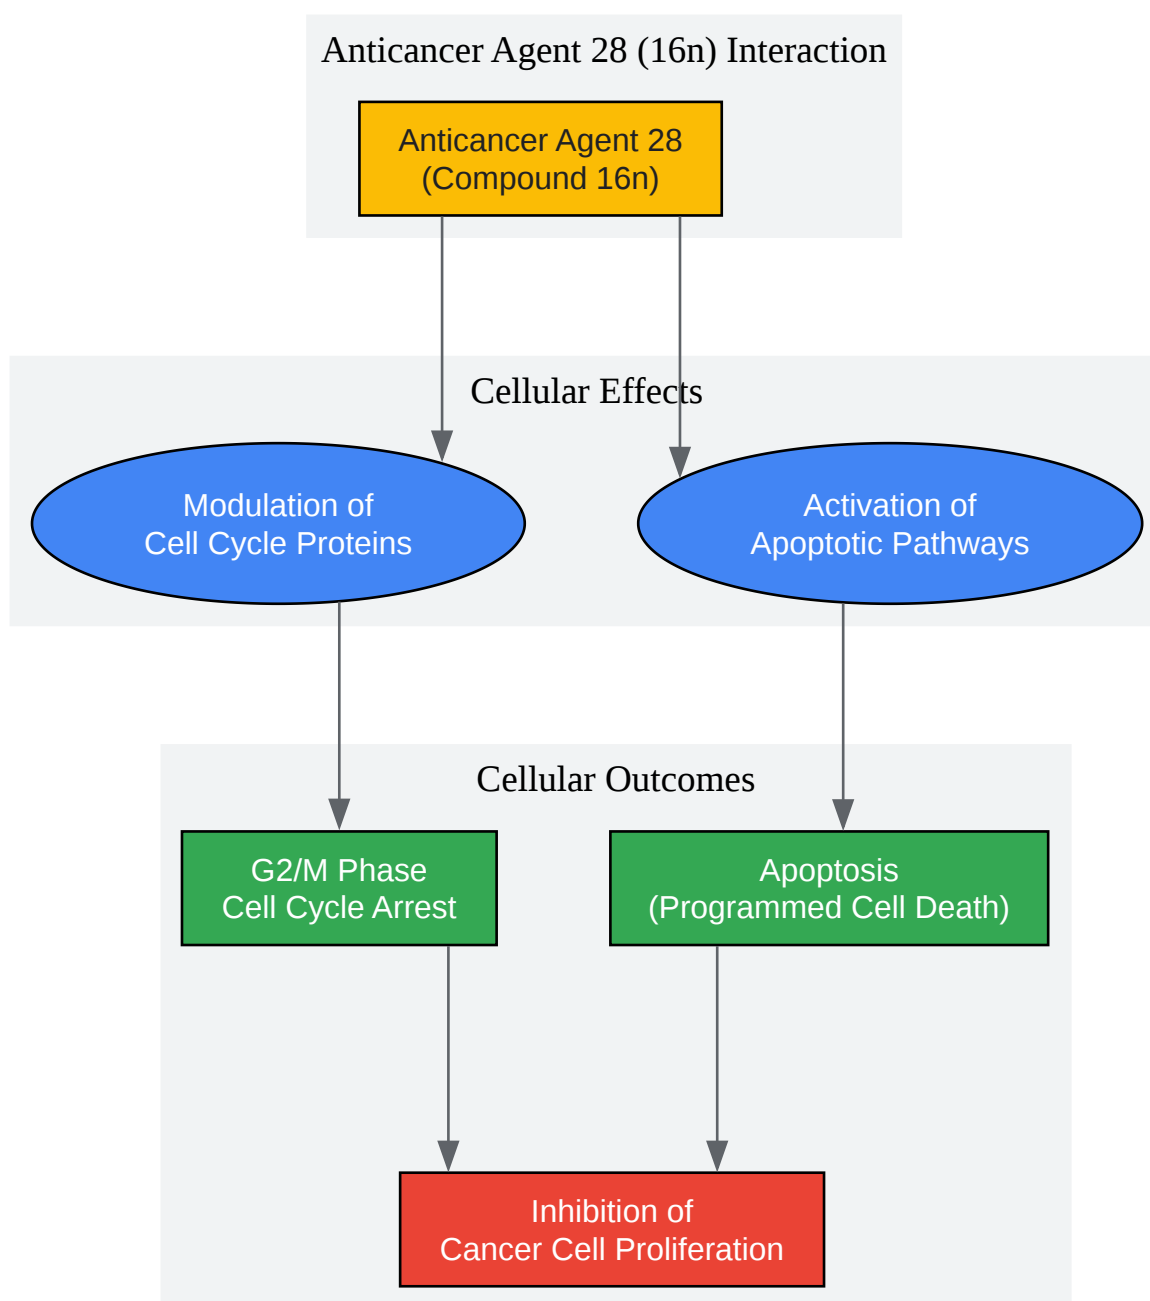 Anticancer Agent 28 (16n) Interaction
Anticancer Agent 28
(Compound 16n)
Cellular Effects
Modulation of
Cell Cycle Proteins
Activation of
Apoptotic Pathways
Cellular Outcomes
G2/M Phase
Cell Cycle Arrest
Apoptosis
(Programmed Cell Death)
Inhibition of
Cancer Cell Proliferation